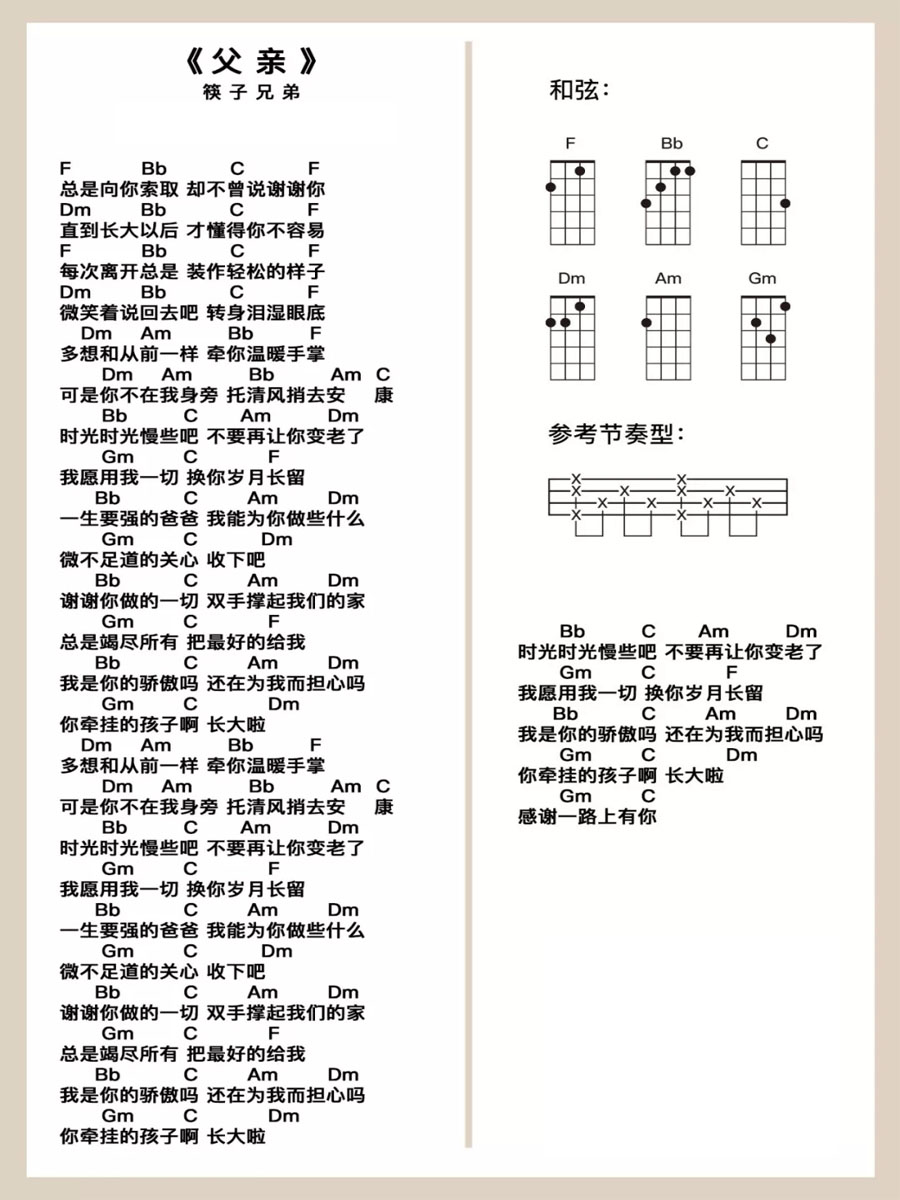 《父亲》
筷子兄弟
F Bb C F
总是向你索取 却不曾说谢谢你
Dm Bb C F
直到长大以后 才懂得你不容易
F Bb C F
每次离开总是 装作轻松的样子
Dm Bb C F
微笑着说回去吧 转身泪湿眼底
Dm Am Bb F
多想和从前一样 牵你温暖手掌
Dm Am Bb Am C
可是你不在我身旁 托清风捎去安 康
Bb C Am Dm
时光时光慢些吧 不要再让你变老了
Gm C F
我愿用我一切 换你岁月长留
Bb C Am Dm
一生要强的爸爸 我能为你做些什么
Gm C Dm
微不足道的关心 收下吧
Bb C Am Dm
谢谢你做的一切 双手撑起我们的家
Gm C F
总是竭尽所有 把最好的给我
Bb C Am Dm
我是你的骄傲吗 还在为我而担心吗
Gm C Dm
你牵挂的孩子啊 长大啦
Dm Am Bb F
多想和从前一样 牵你温暖手掌
Dm Am Bb Am C
可是你不在我身旁 托清风捎去安 康
Bb C Am Dm
时光时光慢些吧 不要再让你变老了
Gm C F
我愿用我一切 换你岁月长留
Bb C Am Dm
一生要强的爸爸 我能为你做些什么
Gm C Dm
微不足道的关心 收下吧
Bb C Am Dm
谢谢你做的一切 双手撑起我们的家
Gm C F
总是竭尽所有 把最好的给我
Bb C Am Dm
我是你的骄傲吗 还在为我而担心吗
Gm C Dm
你牵挂的孩子啊 长大啦
和弦：
F Bb C
Dm Am Gm
参考节奏型：
Bb C Am Dm
时光时光慢些吧 不要再让你变老了
Gm C F
我愿用我一切 换你岁月长留
Bb C Am Dm
我是你的骄傲吗 还在为我而担心吗
Gm C Dm
你牵挂的孩子啊 长大啦
Gm C
感谢一路上有你